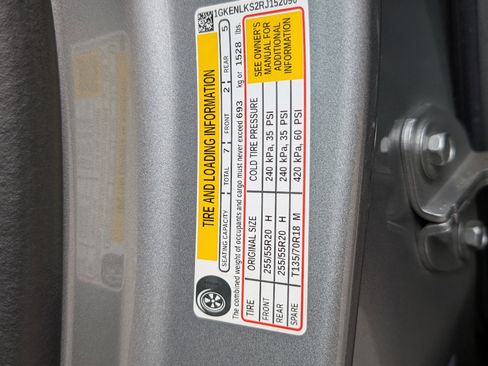 1GKENLKS2RJ152090
TIRE AND LOADING INFORMATION
SEATING CAPACITY TOTAL 7 FRONT 2 REAR 5
The combined weight of occupants and cargo must never exceed 693 kg or 1528 lbs.
TIRE ORIGINAL SIZE COLD TIRE PRESSURE
FRONT 255/55R20 H 240 kPa, 35 PSI
REAR 255/55R20 H 240 kPa, 35 PSI
SPARE T135/70R18 M 420 kPa, 60 PSI
SEE OWNER'S
MANUAL FOR
ADDITIONAL
INFORMATION